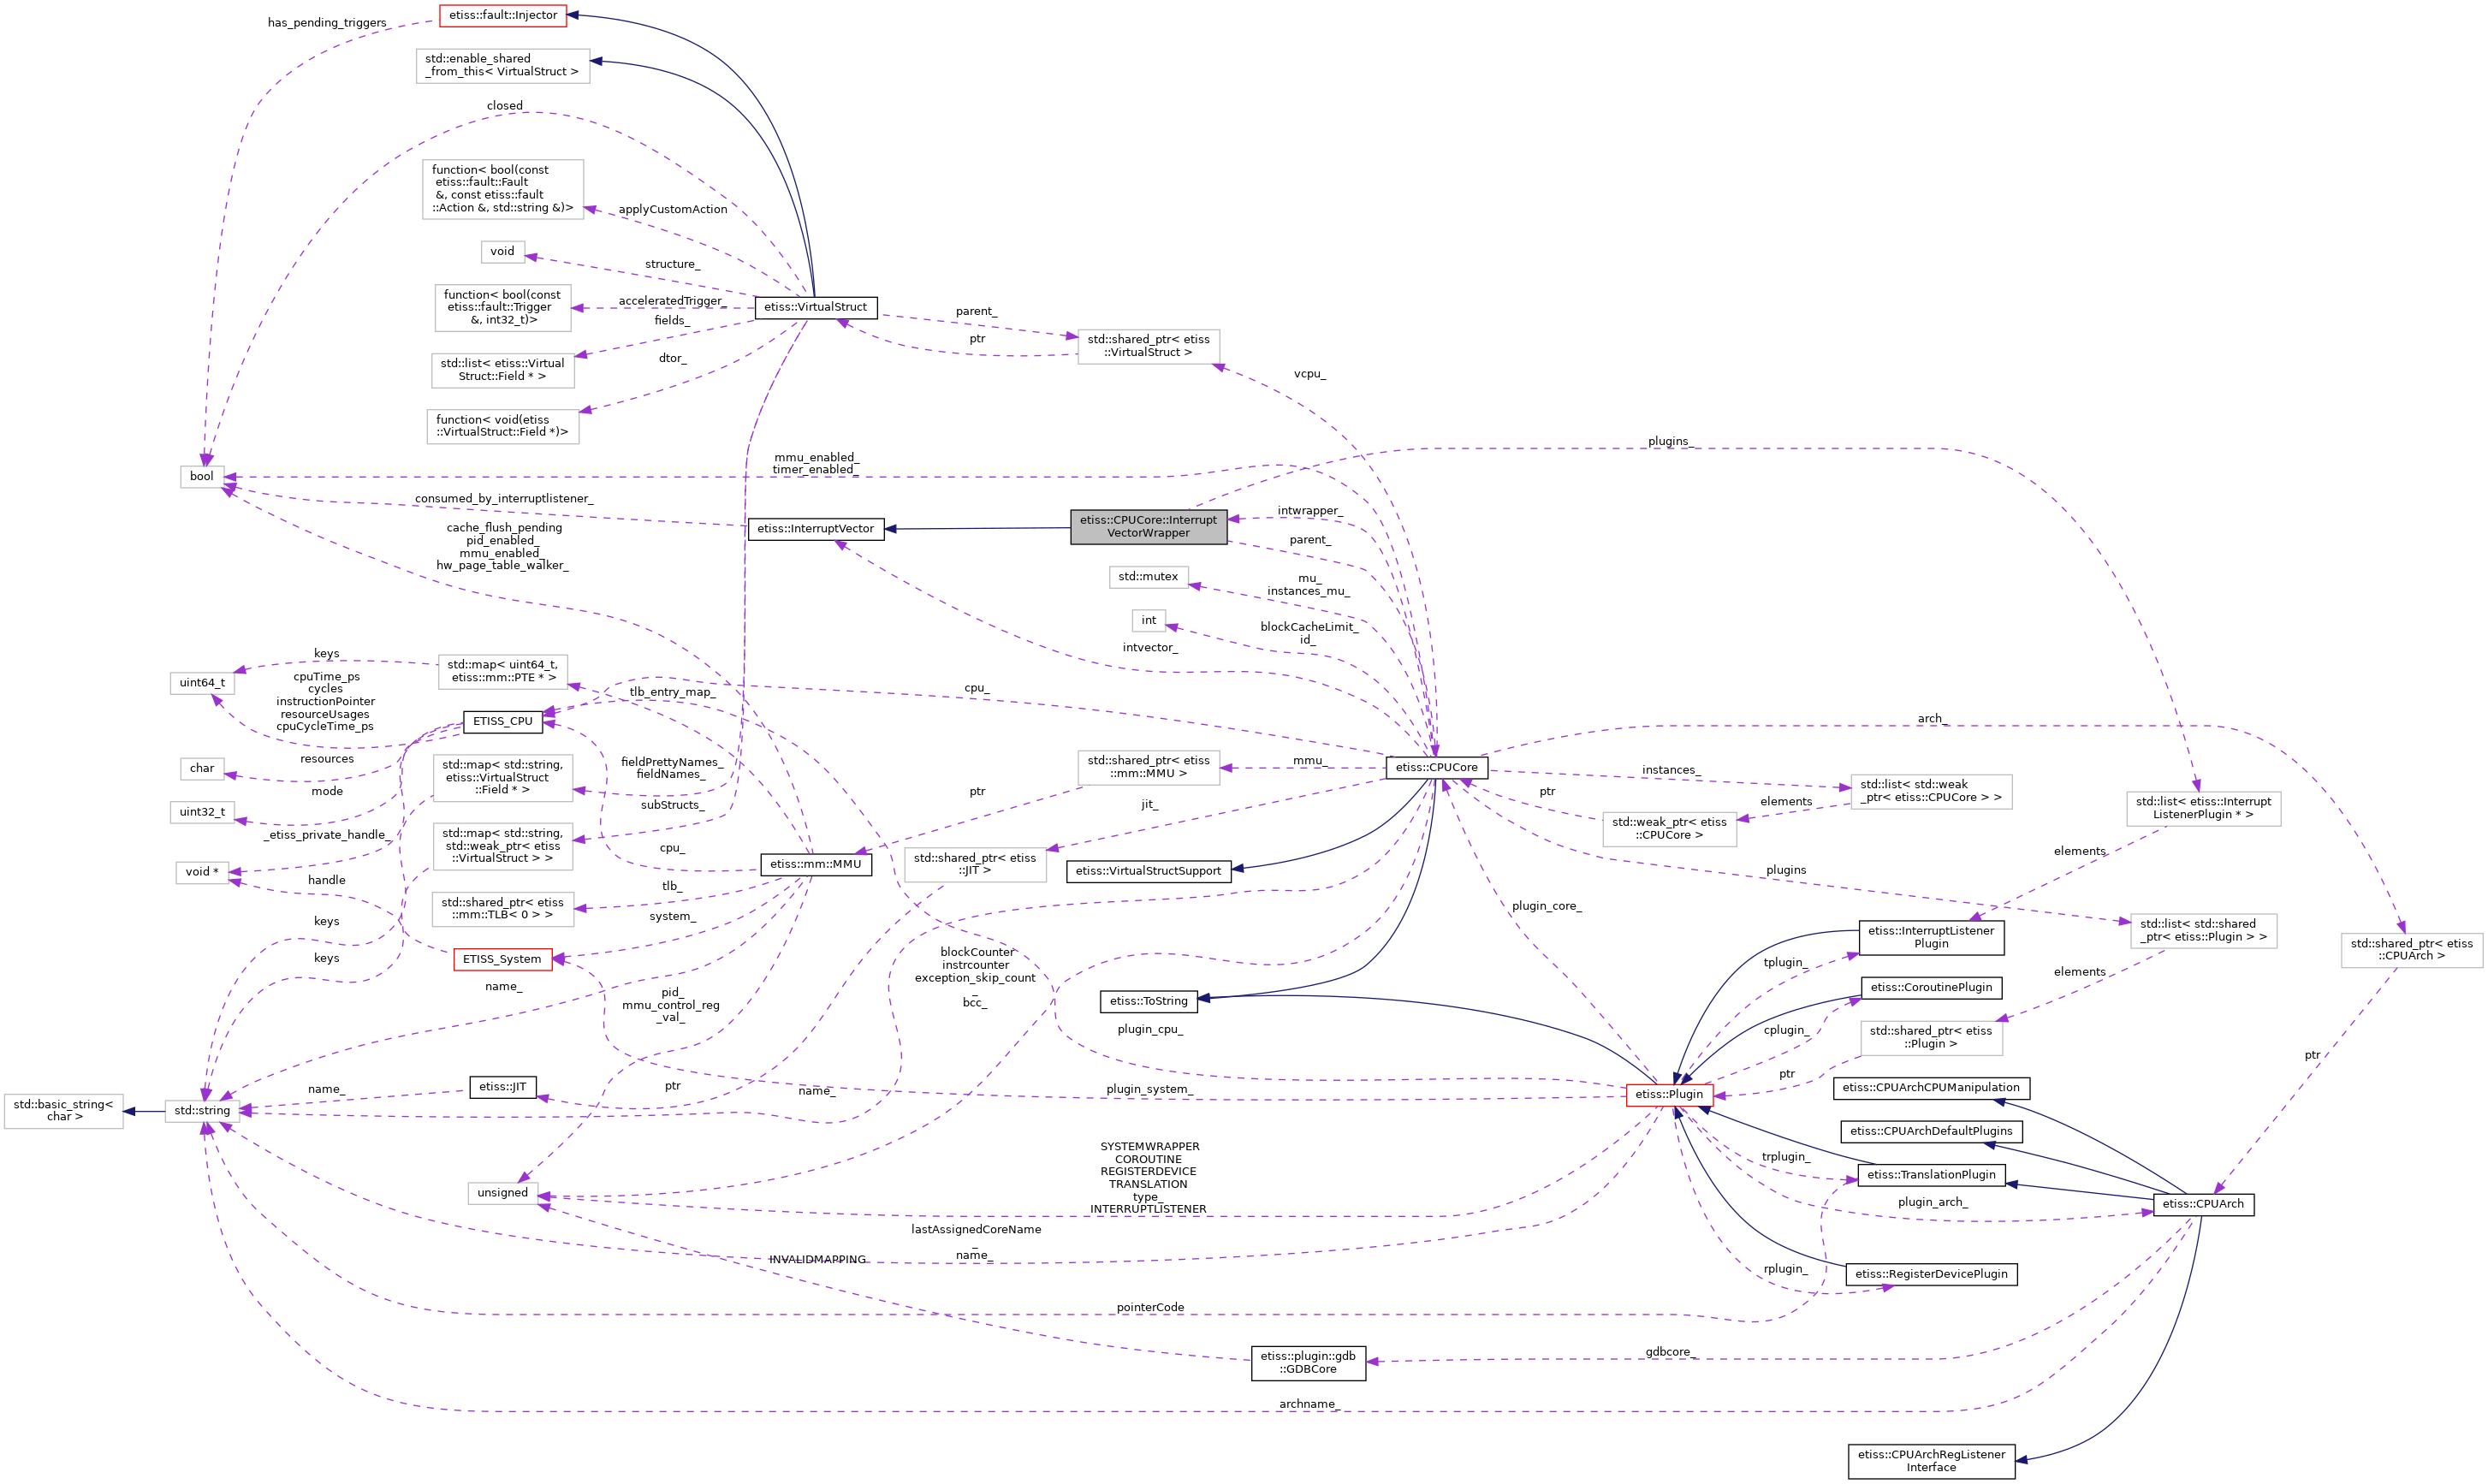 etiss::fault::Injector
has_pending_triggers_
std::enable_shared
_from_this< VirtualStruct >
closed_
function< bool(const
etiss::fault::Fault
&, const etiss::fault
::Action &, std::string &)>
applyCustomAction
void
structure_
function< bool(const
etiss::fault::Trigger
&, int32_t)>
acceleratedTrigger_
etiss::VirtualStruct
fields_
parent_
ptr
std::shared_ptr< etiss
::VirtualStruct >
std::list< etiss::Virtual
Struct::Field * >
dtor_
vcpu_
function< void(etiss
::VirtualStruct::Field *)>
plugins_
bool
mmu_enabled_
timer_enabled_
consumed_by_interruptlistener_
etiss::InterruptVector
etiss::CPUCore::Interrupt
VectorWrapper
intwrapper_
parent_
cache_flush_pending
pid_enabled_
mmu_enabled_
hw_page_table_walker_
std::mutex
mu_
instances_mu_
int
blockCacheLimit_
id_
intvector_
keys
std::map< uint64_t,
etiss::mm::PTE * >
uint64_t
cpuTime_ps
cycles
instructionPointer
resourceUsages
cpuCycleTime_ps
tlb_entry_map_
cpu_
ETISS_CPU
arch_
char
resources
std::map< std::string,
etiss::VirtualStruct
::Field * >
fieldPrettyNames_
fieldNames_
std::shared_ptr< etiss
::mm::MMU >
mmu_
etiss::CPUCore
instances_
std::list< std::weak
_ptr< etiss::CPUCore > >
ptr
ptr
elements
mode
uint32_t
subStructs_
jit_
std::weak_ptr< etiss
::CPUCore >
std::list< etiss::Interrupt
ListenerPlugin * >
_etiss_private_handle_
std::map< std::string,
std::weak_ptr< etiss
::VirtualStruct > >
cpu_
etiss::mm::MMU
std::shared_ptr< etiss
::JIT >
etiss::VirtualStructSupport
elements
void *
handle
tlb_
plugins
std::shared_ptr< etiss
::mm::TLB< 0 > >
system_
plugin_core_
keys
etiss::InterruptListener
Plugin
std::list< std::shared
_ptr< etiss::Plugin > >
std::shared_ptr< etiss
::CPUArch >
keys
ETISS_System
blockCounter
instrcounter
exception_skip_count
_
bcc_
tplugin_
elements
name_
pid_
mmu_control_reg
_val_
etiss::ToString
etiss::CoroutinePlugin
plugin_cpu_
cplugin_
std::shared_ptr< etiss
::Plugin >
ptr
ptr
name_
etiss::JIT
ptr
name_
plugin_system_
etiss::Plugin
etiss::CPUArchCPUManipulation
std::basic_string<
char >
std::string
etiss::CPUArchDefaultPlugins
SYSTEMWRAPPER
COROUTINE
REGISTERDEVICE
TRANSLATION
type_
INTERRUPTLISTENER
trplugin_
etiss::TranslationPlugin
unsigned
plugin_arch_
etiss::CPUArch
lastAssignedCoreName
_
name_
INVALIDMAPPING
rplugin_
etiss::RegisterDevicePlugin
pointerCode
etiss::plugin::gdb
::GDBCore
gdbcore_
archname_
etiss::CPUArchRegListener
Interface